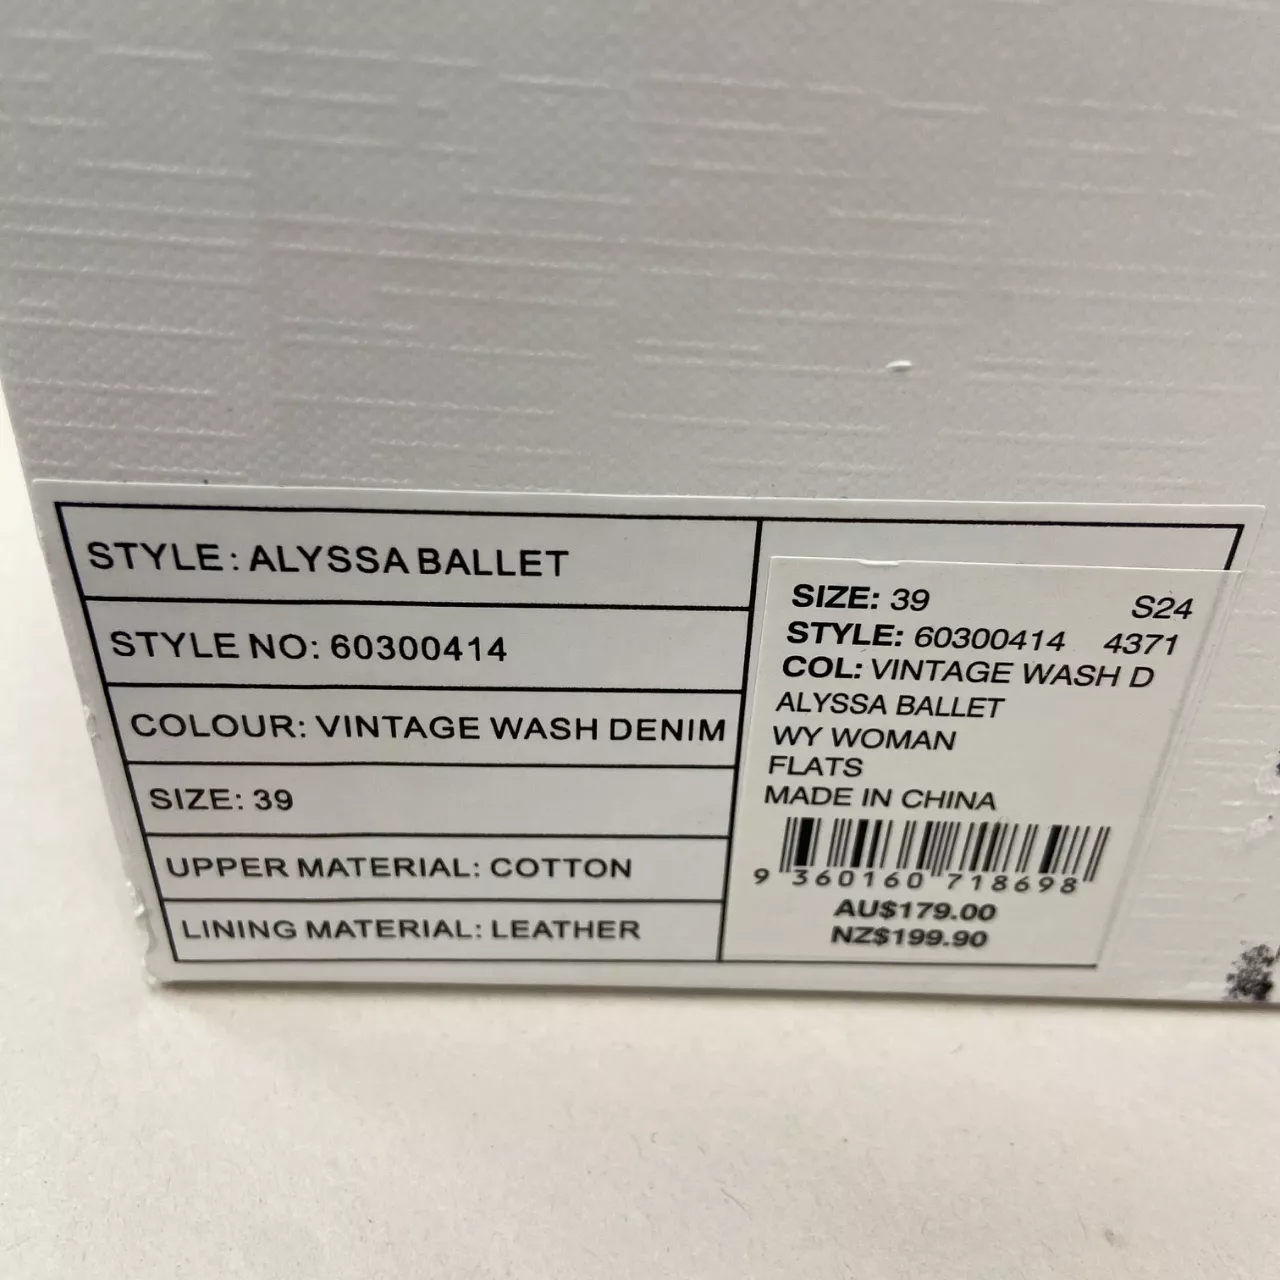 STYLE: ALYSSA BALLET
STYLE NO: 60300414
COLOUR: VINTAGE WASH DENIM
SIZE: 39
UPPER MATERIAL: COTTON
LINING MATERIAL: LEATHER
SIZE: 39 S24
STYLE: 60300414 4371
COL: VINTAGE WASH D
ALYSSA BALLET
WY WOMAN
FLATS
MADE IN CHINA
9 360160 718698
AU$179.00
NZ$199.90